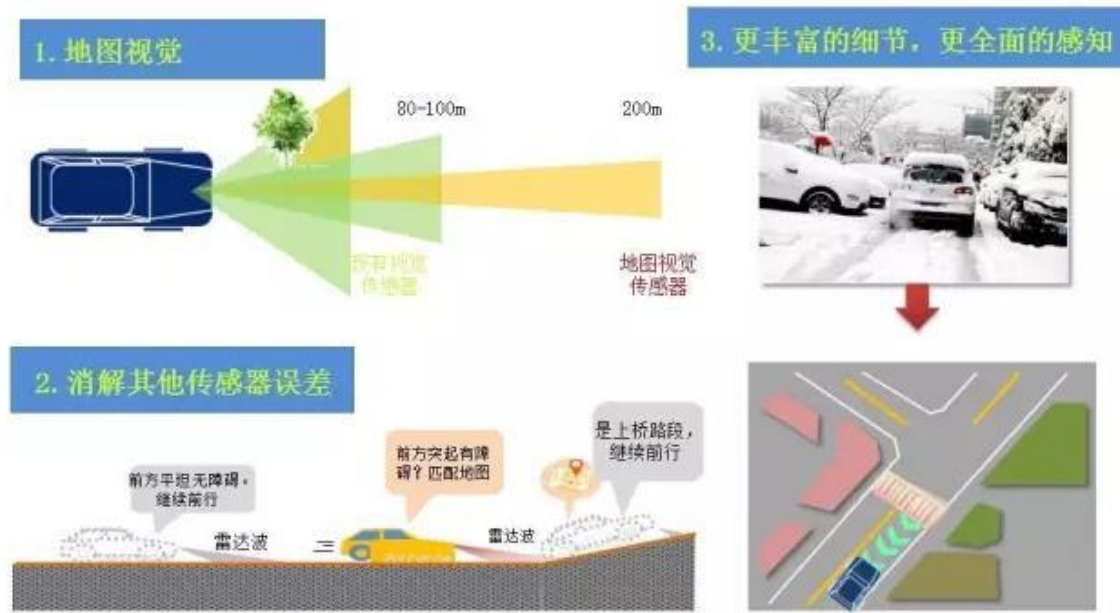 1.地图视觉
80-100m
200m
现有视觉
传感器
地图视觉
传感器
2.消解其他传感器误差
前方平坦无障碍,
继续前行
雷达波
前方突起有障
碍?匹配地图
雷达波
是上桥路段,
继续前行
3.更丰富的细节,更全面的感知